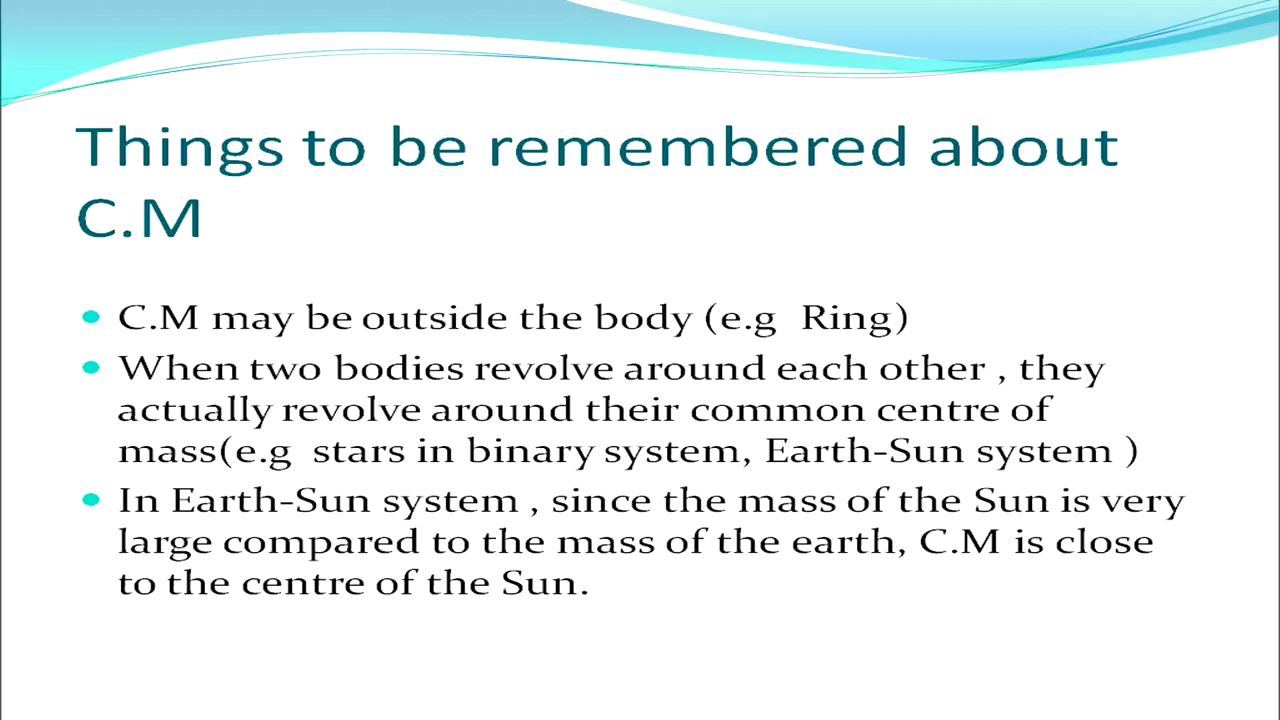 Things to be remembered about
C.M
• C.M may be outside the body (e.g  Ring)
• When two bodies revolve around each other , they
actually revolve around their common centre of
mass(e.g  stars in binary system, Earth-Sun system )
• In Earth-Sun system , since the mass of the Sun is very
large compared to the mass of the earth, C.M is close
to the centre of the Sun.